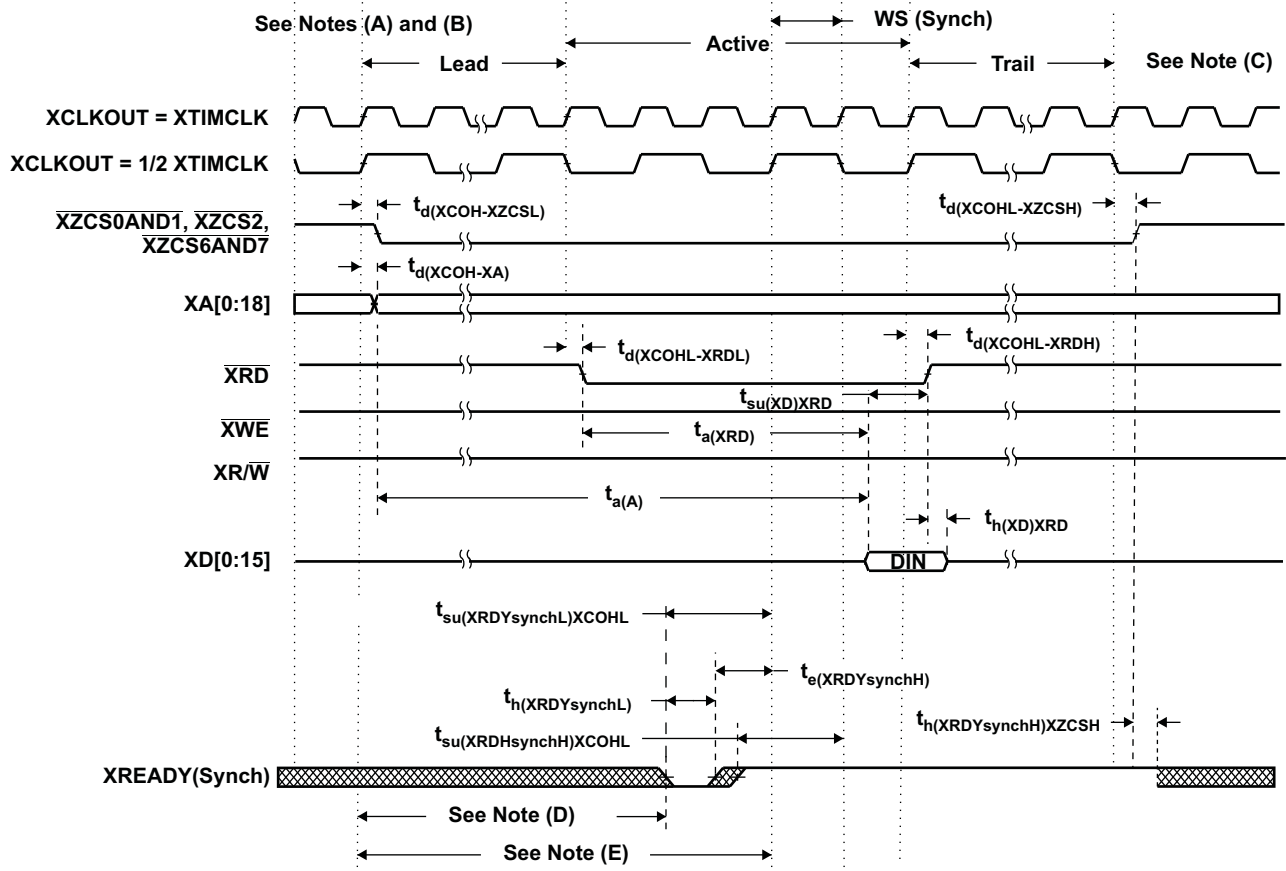 See Notes (A) and (B)
WS (Synch)
Active
Lead
Trail
See Note (C)
XCLKOUT = XTIMCLK
XCLKOUT = 1/2 XTIMCLK
XZCS0AND1, XZCS2,
XZCS6AND7
td(XCOH-XZCSL)
td(XCOHL-XZCSH)
td(XCOH-XA)
XA[0:18]
td(XCOHL-XRDL)
td(XCOHL-XRDH)
XRD
tsu(XD)XRD
XWE
ta(XRD)
XR/W
ta(A)
th(XD)XRD
XD[0:15]
DIN
tsu(XRDYsynchL)XCOHL
te(XRDYsynchH)
th(XRDYsynchL)
th(XRDYsynchH)XZCSH
tsu(XRDHsynchH)XCOHL
XREADY(Synch)
See Note (D)
See Note (E)